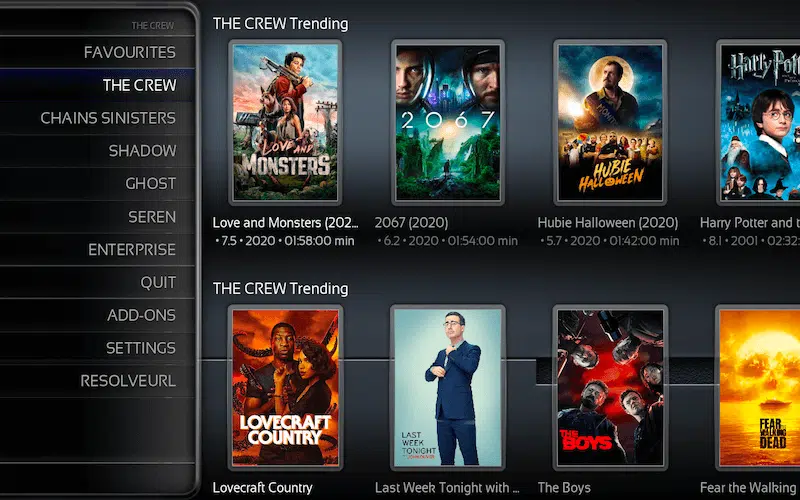 THE CREW
FAVOURITES
THE CREW
CHAINS SINISTERS
SHADOW
GHOST
SEREN
ENTERPRISE
QUIT
ADD-ONS
SETTINGS
RESOLVEURL
THE CREW Trending
LOVE AND
MONSTERS
2067
HUBIE
HALLOWEEN
Harry Pott
Love and Monsters (202...
2067 (2020)
Hubie Halloween (2020)
Harry Potter and t
• 7.5 • 2020 • 01:58:00 min
• 6.2 • 2020 • 01:54:00 min
• 5.7 • 2020 • 01:42:00 min
• 8.1 • 2001 • 02:32:
THE CREW Trending
LOVECRAFT
COUNTRY
LAST
WEEK
TONIGHT
THE
BOYS
FEAR
THE
WALKING
DEAD
Lovecraft Country
Last Week Tonight with ...
The Boys
Fear the Walking